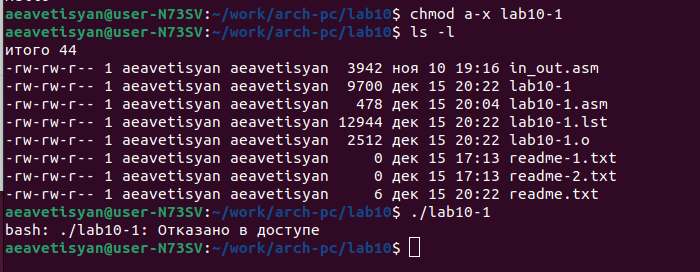 aeavetisyan@user-N73SV:~/work/arch-pc/lab10$ chmod a-x lab10-1
aeavetisyan@user-N73SV:~/work/arch-pc/lab10$ ls -l
итого 44
-rw-rw-r-- 1 aeavetisyan aeavetisyan  3942 ноя 10 19:16 in_out.asm
-rw-rw-r-- 1 aeavetisyan aeavetisyan  9700 дек 15 20:22 lab10-1
-rw-rw-r-- 1 aeavetisyan aeavetisyan   478 дек 15 20:04 lab10-1.asm
-rw-rw-r-- 1 aeavetisyan aeavetisyan 12944 дек 15 20:22 lab10-1.lst
-rw-rw-r-- 1 aeavetisyan aeavetisyan  2512 дек 15 20:22 lab10-1.o
-rw-rw-r-- 1 aeavetisyan aeavetisyan     0 дек 15 17:13 readme-1.txt
-rw-rw-r-- 1 aeavetisyan aeavetisyan     0 дек 15 17:13 readme-2.txt
-rw-rw-r-- 1 aeavetisyan aeavetisyan     6 дек 15 20:22 readme.txt
aeavetisyan@user-N73SV:~/work/arch-pc/lab10$ ./lab10-1
bash: ./lab10-1: Отказано в доступе
aeavetisyan@user-N73SV:~/work/arch-pc/lab10$